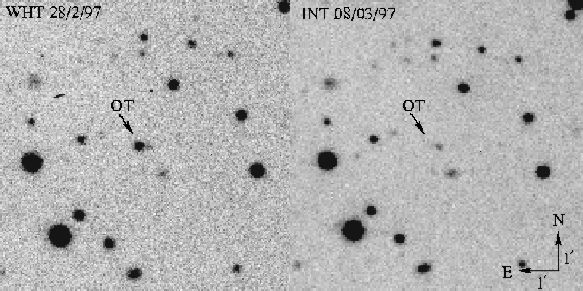 WHT 28/2/97
INT 08/03/97
OT
OT
N
1′
E
1′